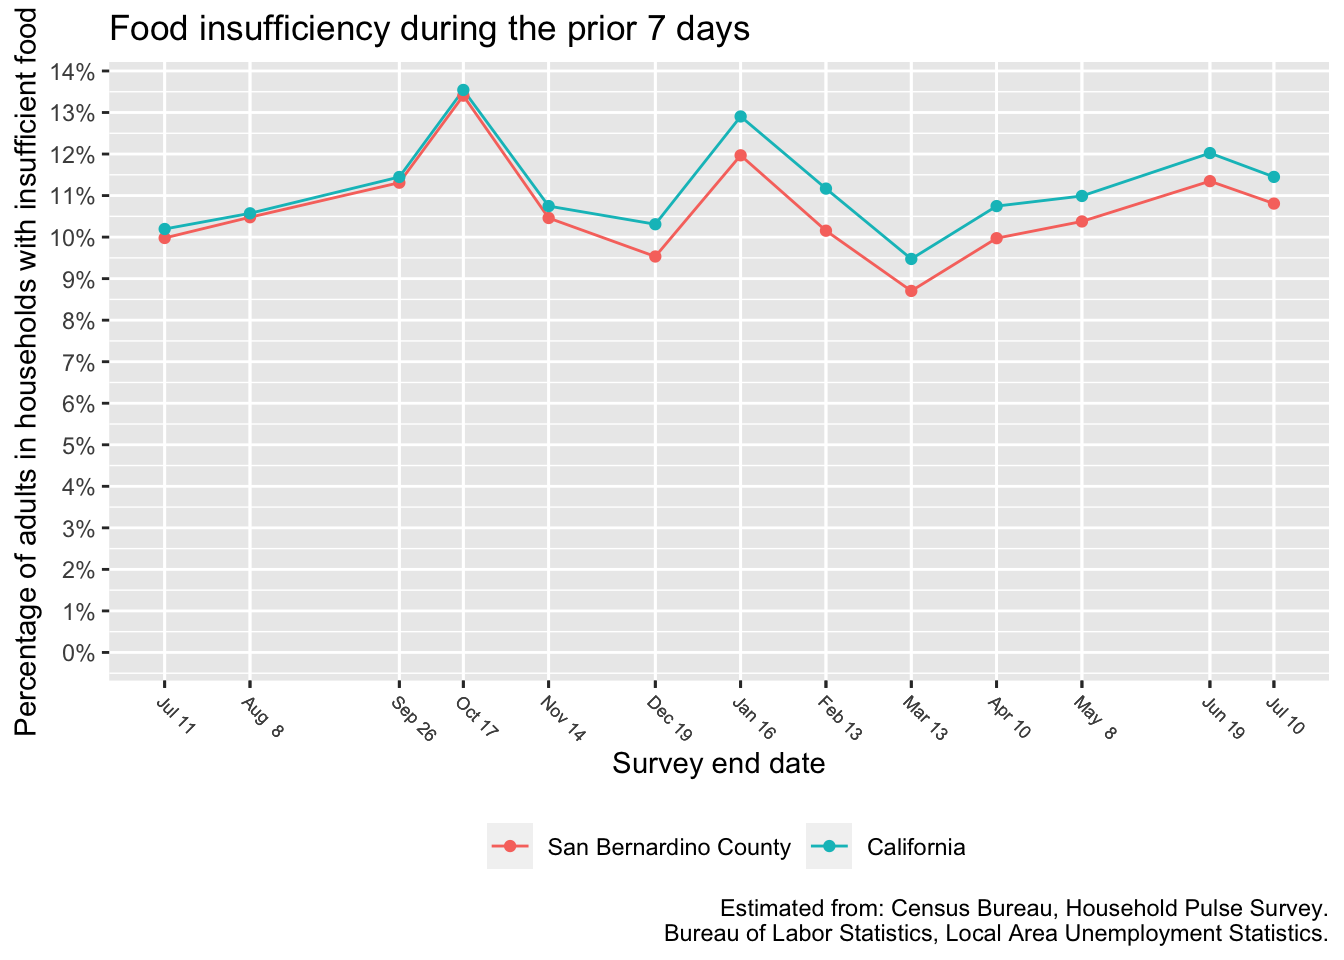 Food insufficiency during the prior 7 days
Percentage of adults in households with insufficient food
14%
13%
12%
11%
10%
9%
8%
7%
6%
5%
4%
3%
2%
1%
0%
Jul 11
Aug 8
Sep 26
Oct 17
Nov 14
Dec 19
Jan 16
Feb 13
Mar 13
Apr 10
May 8
Jun 19
Jul 10
Survey end date
San Bernardino County
California
Estimated from: Census Bureau, Household Pulse Survey.
Bureau of Labor Statistics, Local Area Unemployment Statistics.